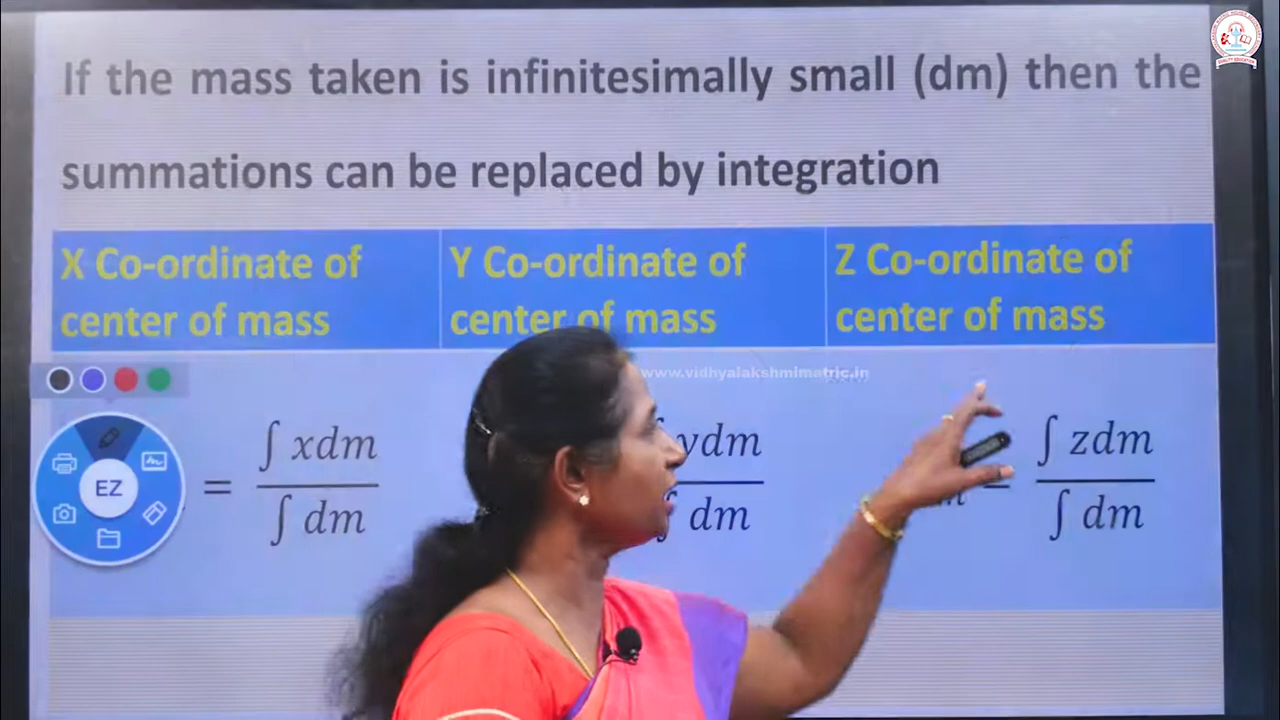 If the mass taken is infinitesimally small (dm) then the
summations can be replaced by integration
X Co-ordinate of
center of mass
Y Co-ordinate of
center of mass
Z Co-ordinate of
center of mass
www.vidhyalakshmimatric.in
EZ
= ∫ xdm / ∫ dm
∫ ydm / ∫ dm
= ∫ zdm / ∫ dm
QUALITY EDUCATION